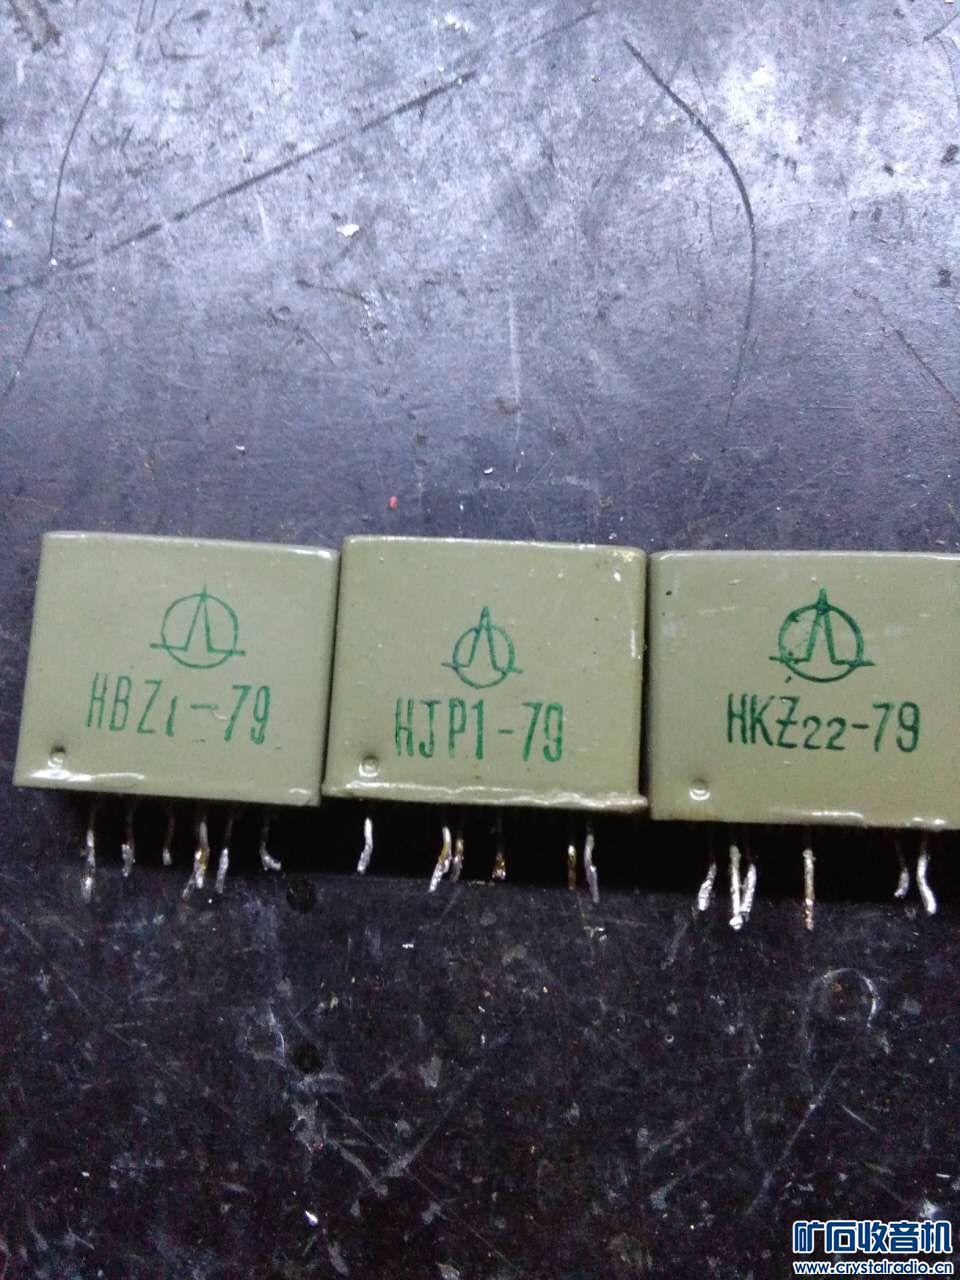 HBZ1-79
HJP1-79
HKZ22-79
矿石收音机
www.crystalradio.cn